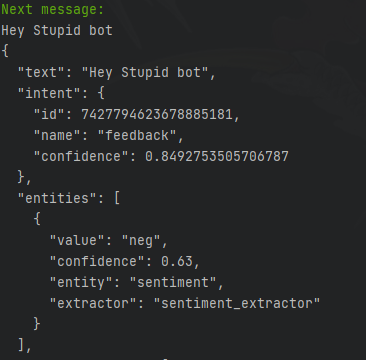 Next message:
Hey Stupid bot
{
  "text": "Hey Stupid bot",
  "intent": {
    "id": 7427794623678885181,
    "name": "feedback",
    "confidence": 0.8492753505706787
  },
  "entities": [
    {
      "value": "neg",
      "confidence": 0.63,
      "entity": "sentiment",
      "extractor": "sentiment_extractor"
    }
  ],